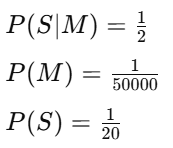 P(S|M) = 1/2
P(M) = 1/50000
P(S) = 1/20